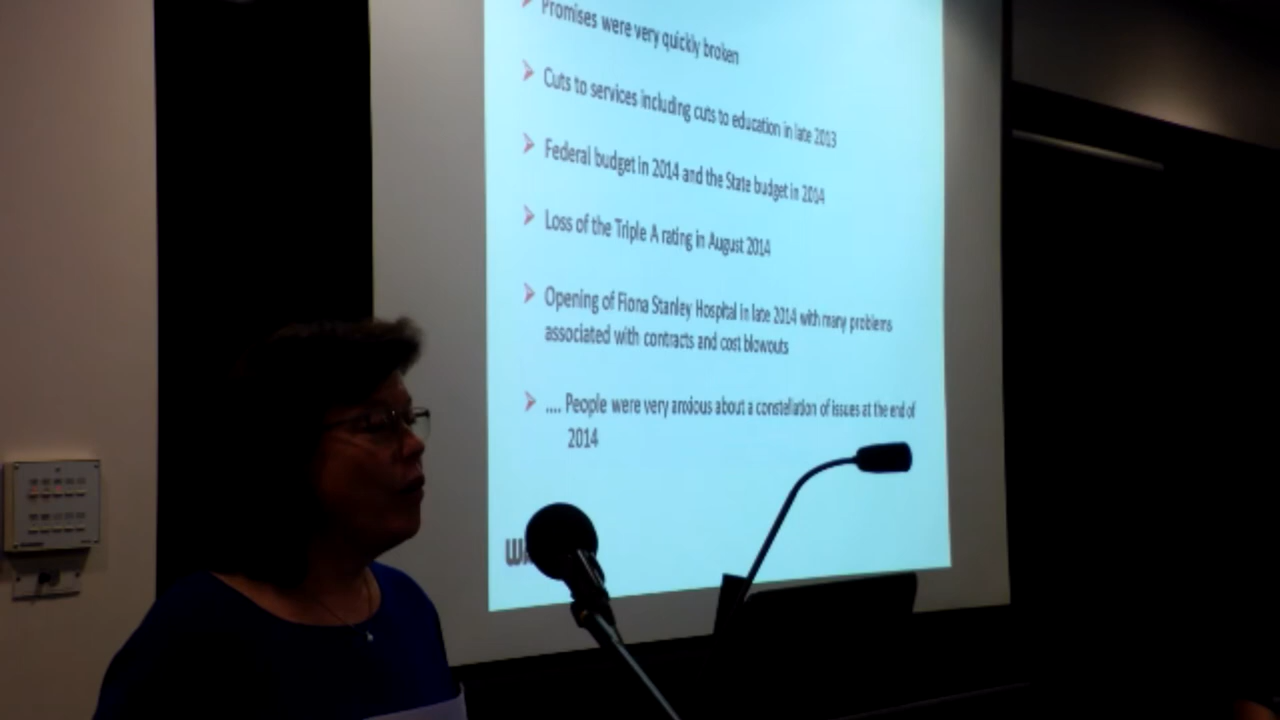 Promises were very quickly broken
Cuts to services including cuts to education in late 2013
Federal budget in 2014 and the State budget in 2014
Loss of the Triple A rating in August 2014
Opening of Fiona Stanley Hospital in late 2014 with many problems
associated with contracts and cost blowouts
.... People were very anxious about a constellation of issues at the end of
2014